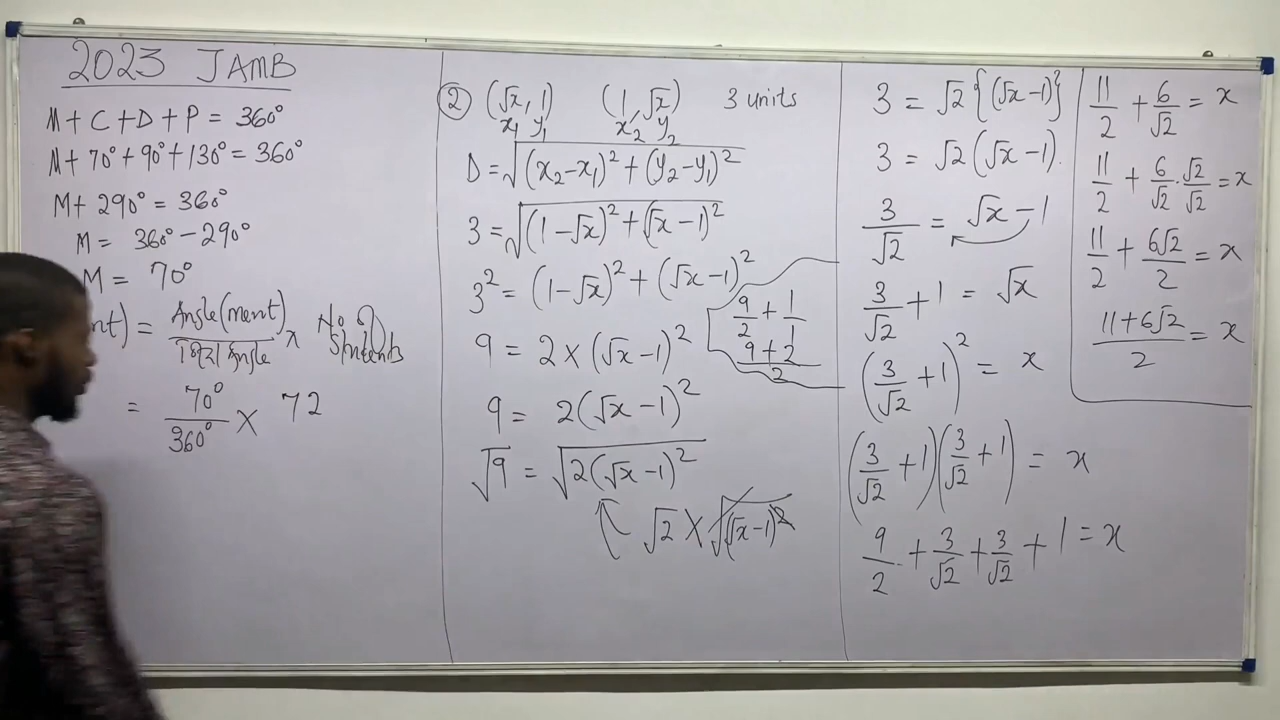 2023 JAMB
M + C + D + P = 360°
M + 70° + 90° + 130° = 360°
M + 290° = 360°
M = 360° - 290°
M = 70°
nt) = Angle(ment) / Angle x No of Students
= 70° / 360° × 72
② (√x, 1) (1, √x) 3 units
x₁ y₁ x₂ y₂
D = √((x₂-x₁)² + (y₂-y₁)²)
3 = √((1-√x)² + (√x-1)²)
3² = (1-√x)² + (√x-1)²
9 = 2 × (√x-1)²
9 = 2(√x-1)²
√9 = √(2(√x-1)²)
√2 × √((√x-1)²)
9/2 + 1/1
(9+2)/2
3 = √2{(√x-1)}
3 = √2(√x-1).
3/√2 = √x-1
3/√2 + 1 = √x
(3/√2 + 1)² = x
(3/√2 + 1)(3/√2 + 1) = x
9/2 + 3/√2 + 3/√2 + 1 = x
11/2 + 6/√2 = x
11/2 + 6/√2 · √2/√2 = x
11/2 + 6√2/2 = x
(11+6√2)/2 = x